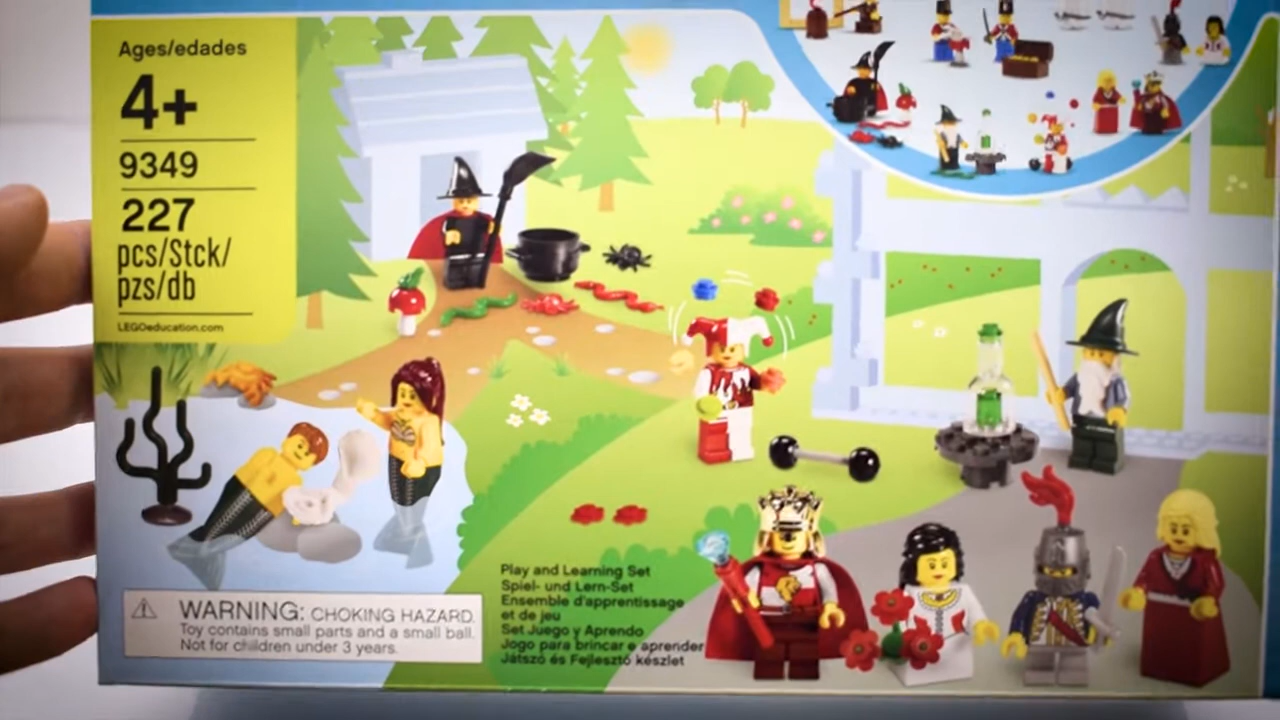 Ages/edades
4+
9349
227
pcs/Stck/
pzs/db
LEGOeducation.com
WARNING: CHOKING HAZARD.
Toy contains small parts and a small ball.
Not for children under 3 years.
Play and Learning Set
Spiel- und Lern-Set
Ensemble d'apprentissage
et de jeu
Set Juego y Aprendo
Jogo para brincar e aprender
Játszó és Fejlesztő készlet